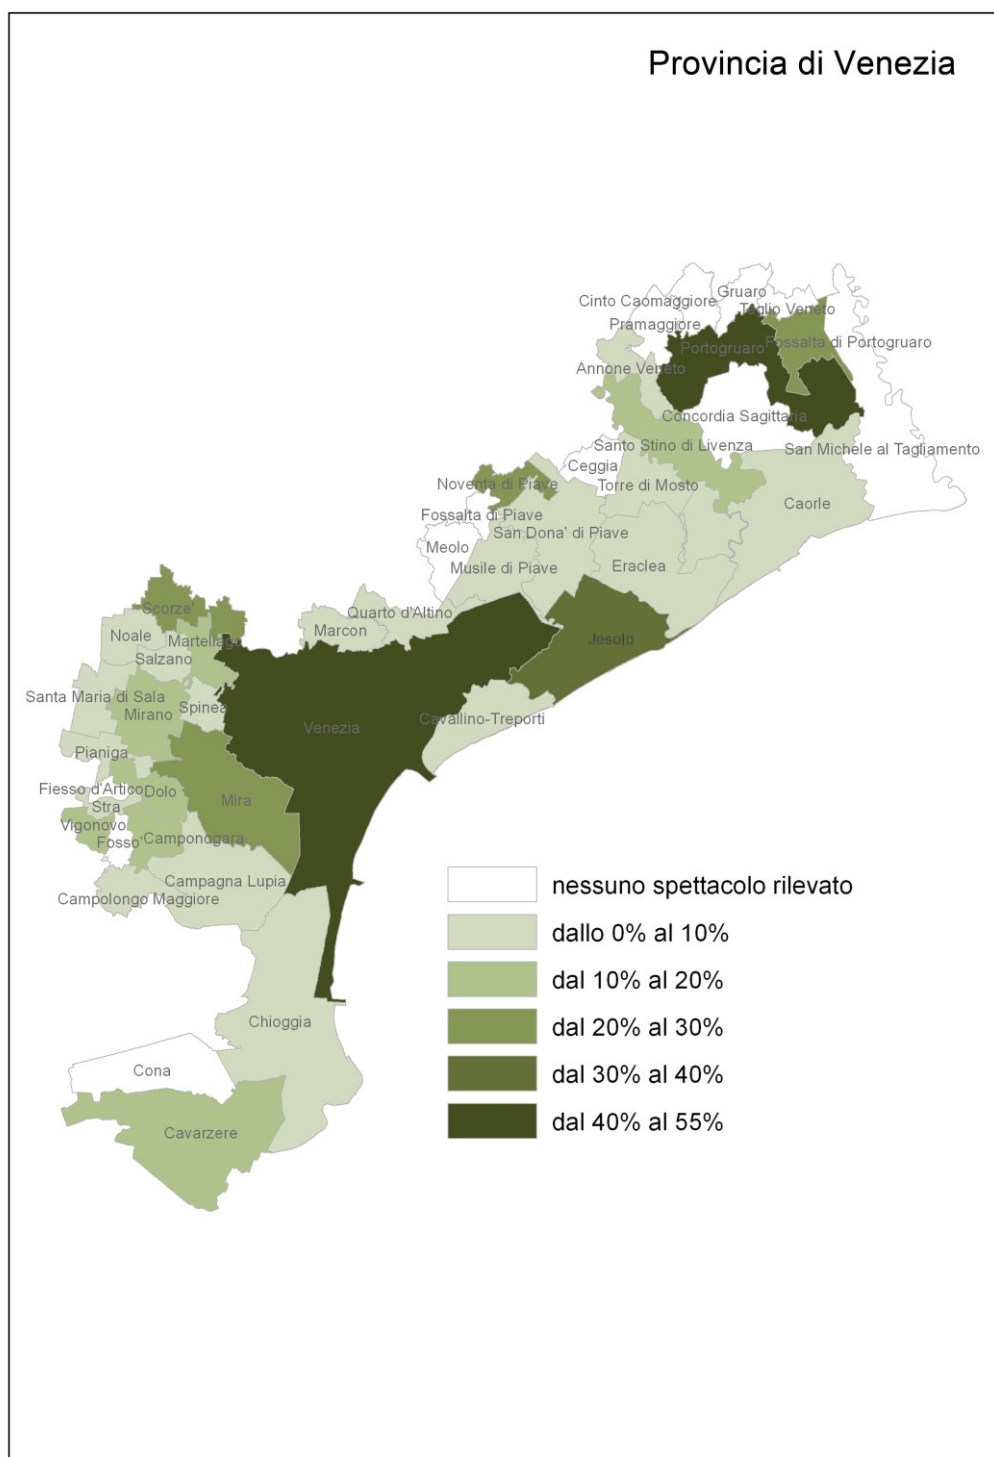 Provincia di Venezia
Gruaro
Cinto Caomaggiore
Teglio Veneto
Pramaggiore
Fossalta di Portogruaro
Portogruaro
Annone Veneto
Concordia Sagittaria
Santo Stino di Livenza
San Michele al Tagliamento
Ceggia
Noventa di Piave
Torre di Mosto
Caorle
Fossalta di Piave
San Dona' di Piave
Meolo
Musile di Piave
Eraclea
Scorze'
Quarto d'Altino
Marcon
Noale
Martellago
Jesolo
Salzano
Santa Maria di Sala
Spinea
Mirano
Cavallino-Treporti
Venezia
Pianiga
Fiesso d'Artico
Dolo
Mira
Stra
Vigonovo
Fosso'
Camponogara
Campagna Lupia
Campolongo Maggiore
Chioggia
Cona
Cavarzere
nessuno spettacolo rilevato
dallo 0% al 10%
dal 10% al 20%
dal 20% al 30%
dal 30% al 40%
dal 40% al 55%